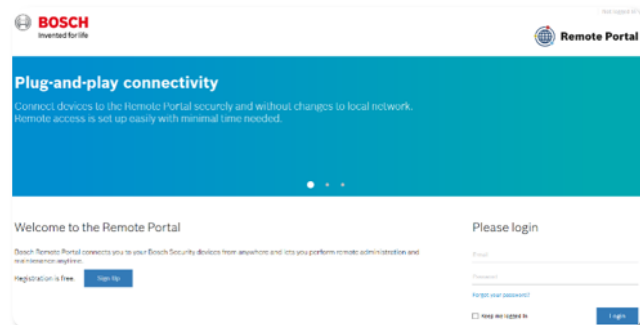 BOSCH
Invented for life
Not logged in
Remote Portal
Plug-and-play connectivity
Connect devices to the Remote Portal securely and without changes to local network.
Remote access is set up easily with minimal time needed.
Welcome to the Remote Portal
Please login
Bosch Remote Portal connects you to your Bosch Security devices from anywhere and lets you perform remote administration and
maintenance anytime.
Email
Registration is free.
Sign Up
Password
Forgot your password?
Keep me logged in
Login